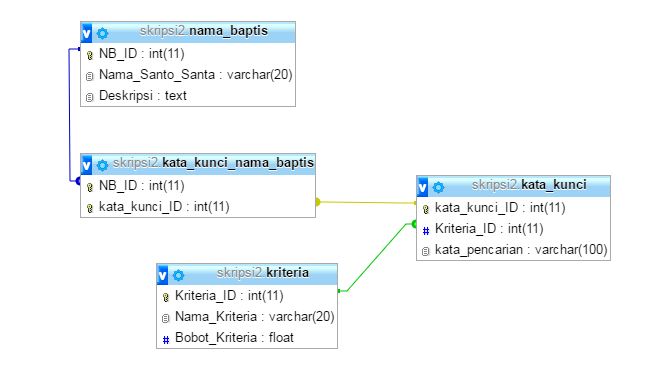 skripsi2.nama_baptis
NB_ID : int(11)
Nama_Santo_Santa : varchar(20)
Deskripsi : text
skripsi2.kata_kunci_nama_baptis
NB_ID : int(11)
kata_kunci_ID : int(11)
skripsi2.kata_kunci
kata_kunci_ID : int(11)
Kriteria_ID : int(11)
kata_pencarian : varchar(100)
skripsi2.kriteria
Kriteria_ID : int(11)
Nama_Kriteria : varchar(20)
Bobot_Kriteria : float